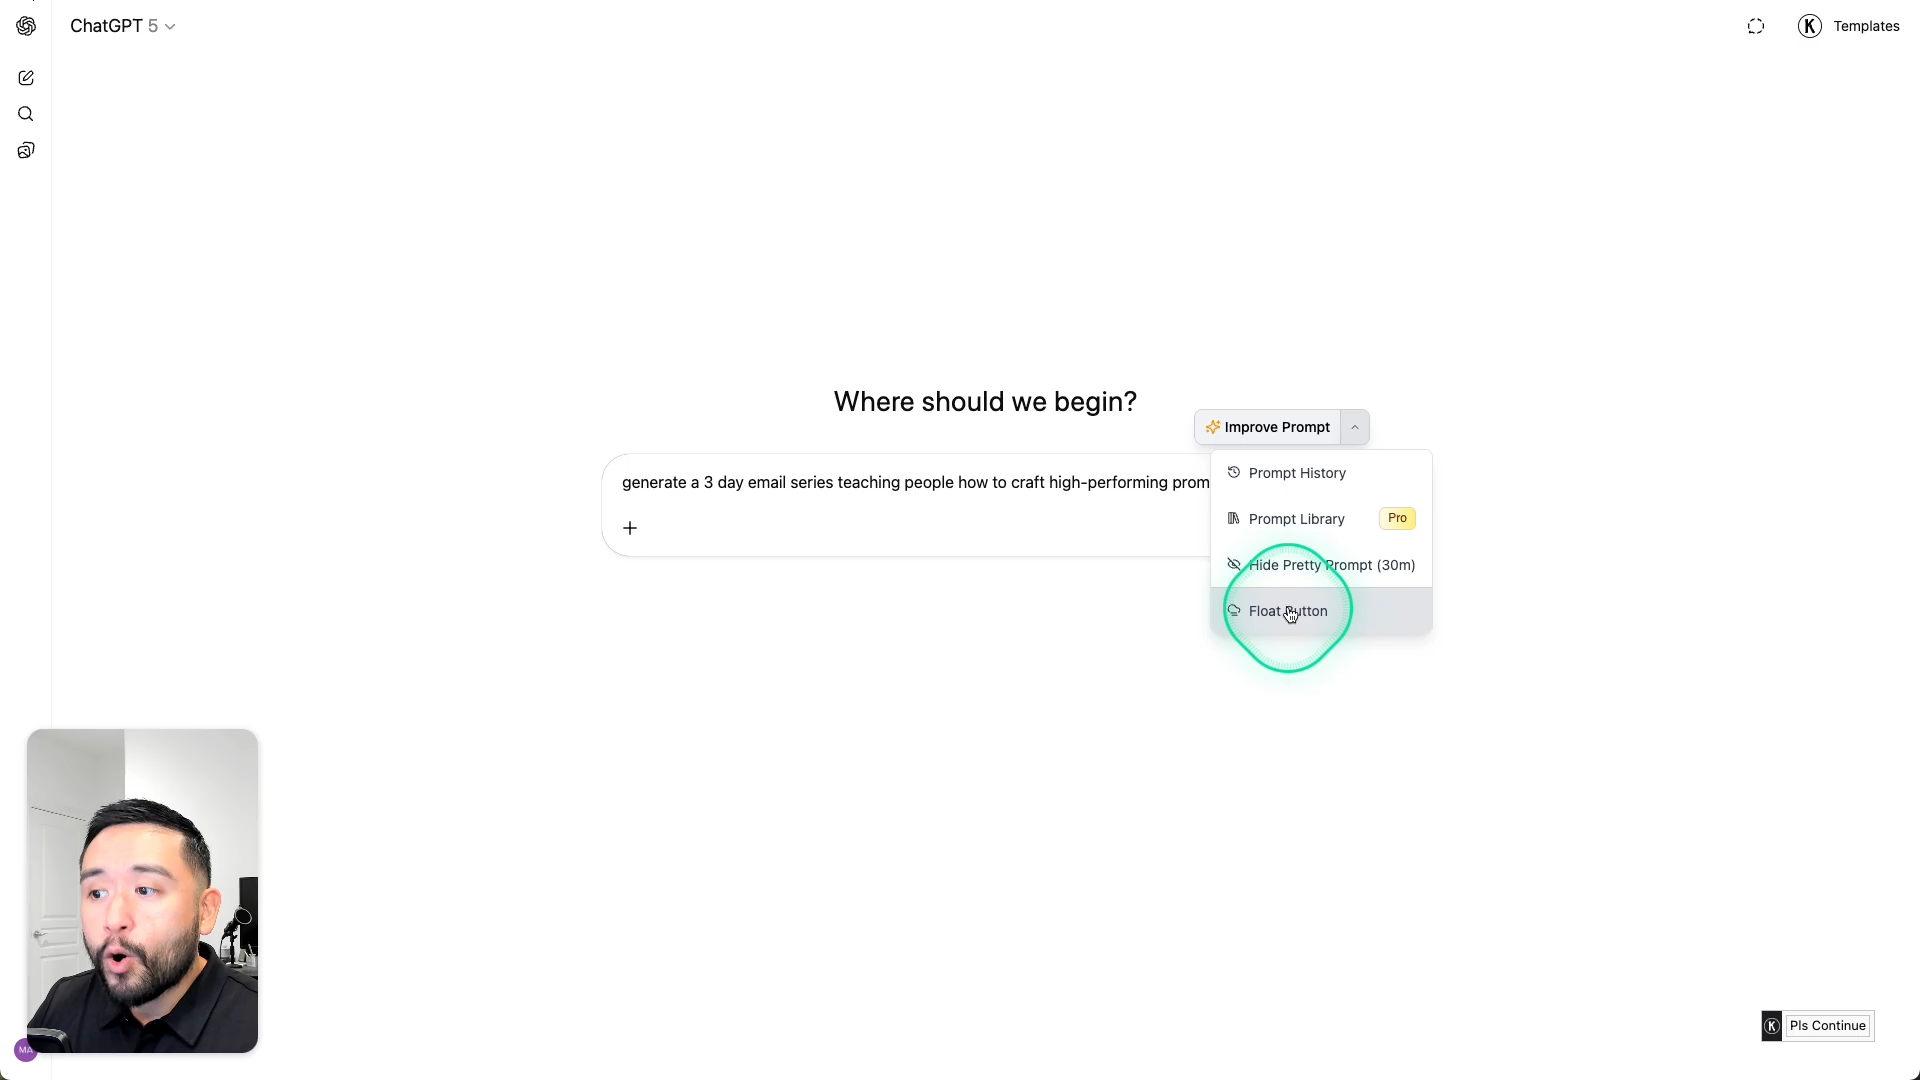 ChatGPT 5
Templates
Where should we begin?
Improve Prompt
generate a 3 day email series teaching people how to craft high-performing prom
Prompt History
Prompt Library Pro
Hide Pretty Prompt (30m)
Float Button
Pls Continue
MA